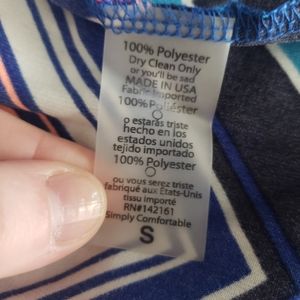 100% Polyester
Dry Clean Only
or you'll be sad
MADE IN USA
Fabric Imported
100% Poliéster
o estarás triste
hecho en los
estados unidos
tejido importado
100% Polyester
ou vous serez triste
fabriqué aux États-Unis
tissu importé
RN#142161
Simply Comfortable
S